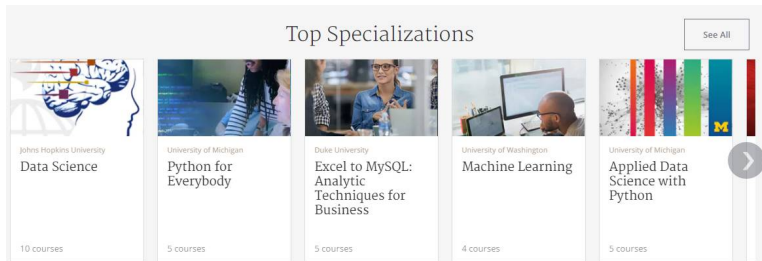 Top Specializations
See All
M
Johns Hopkins University
Data Science
10 courses
University of Michigan
Python for
Everybody
5 courses
Duke University
Excel to MySQL:
Analytic
Techniques for
Business
5 courses
University of Washington
Machine Learning
4 courses
University of Michigan
Applied Data
Science with
Python
5 courses